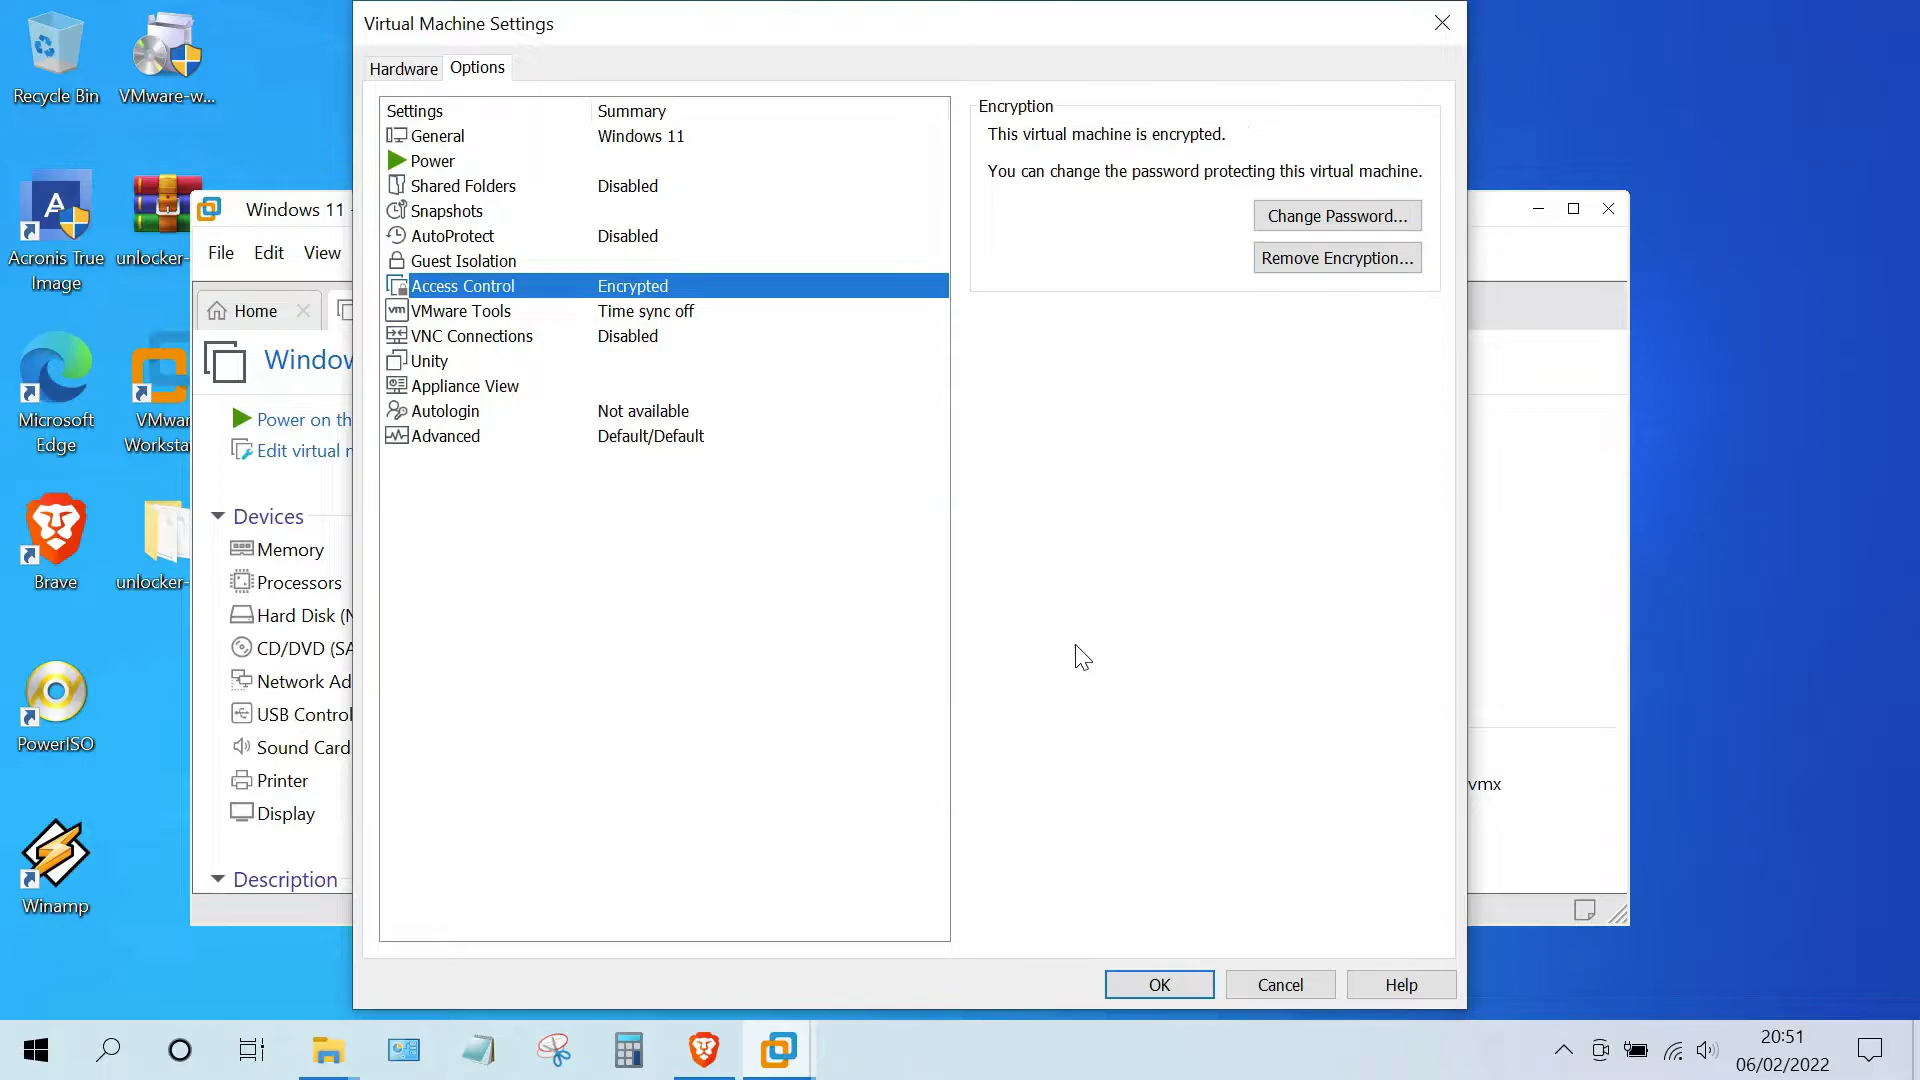 Virtual Machine Settings
Hardware
Options
Settings
Summary
General
Windows 11
Power
Shared Folders
Disabled
Snapshots
AutoProtect
Disabled
Guest Isolation
Access Control
Encrypted
VMware Tools
Time sync off
VNC Connections
Disabled
Unity
Appliance View
Autologin
Not available
Advanced
Default/Default
Encryption
This virtual machine is encrypted.
You can change the password protecting this virtual machine.
Change Password...
Remove Encryption...
OK
Cancel
Help
Recycle Bin
VMware-w...
Acronis True
Image
unlocker-
Microsoft
Edge
VMwar
Worksta
Brave
unlocker-
PowerISO
Winamp
Windows 11 -
File
Edit
View
Home
Window
Power on th
Edit virtual
Devices
Memory
Processors
Hard Disk (N
CD/DVD (SA
Network Ad
USB Control
Sound Card
Printer
Display
Description
vmx
20:51
06/02/2022